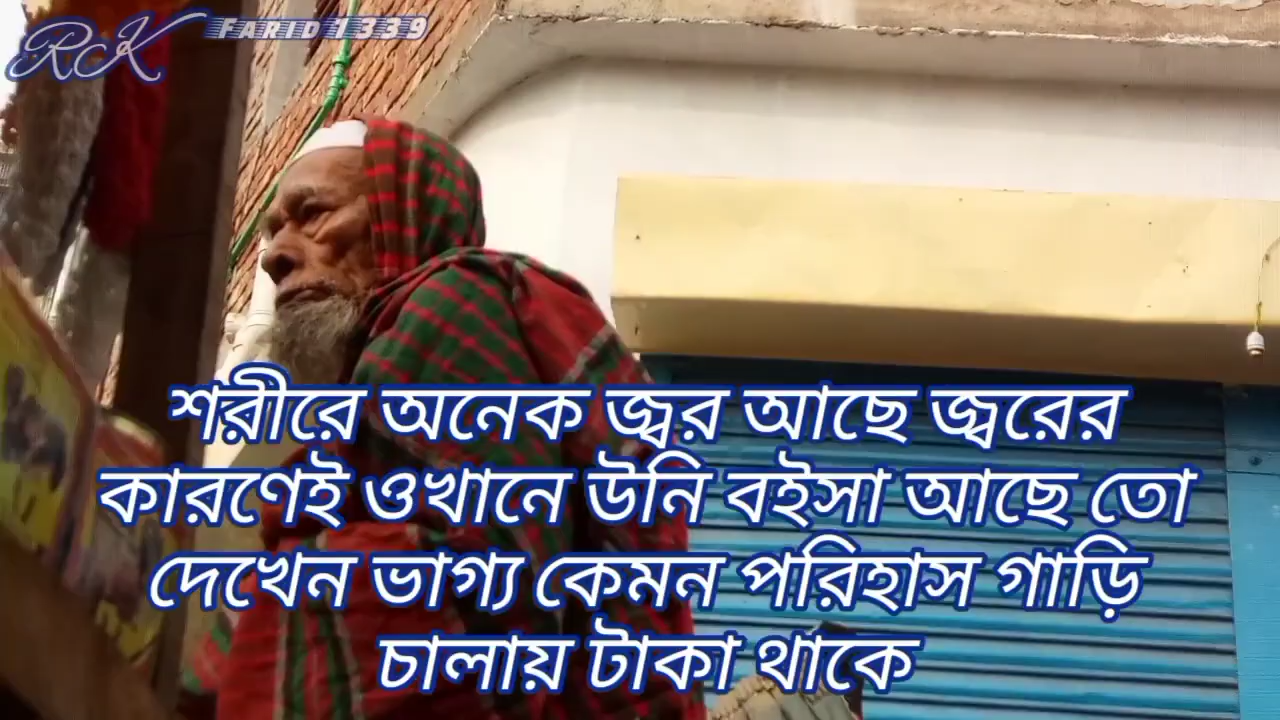 RK
Farid 1339
শরীরে অনেক জ্বর আছে জ্বরের
কারণেই ওখানে উনি বইসা আছে তো
দেখেন ভাগ্য কেমন পরিহাস গাড়ি
চালায় টাকা থাকে